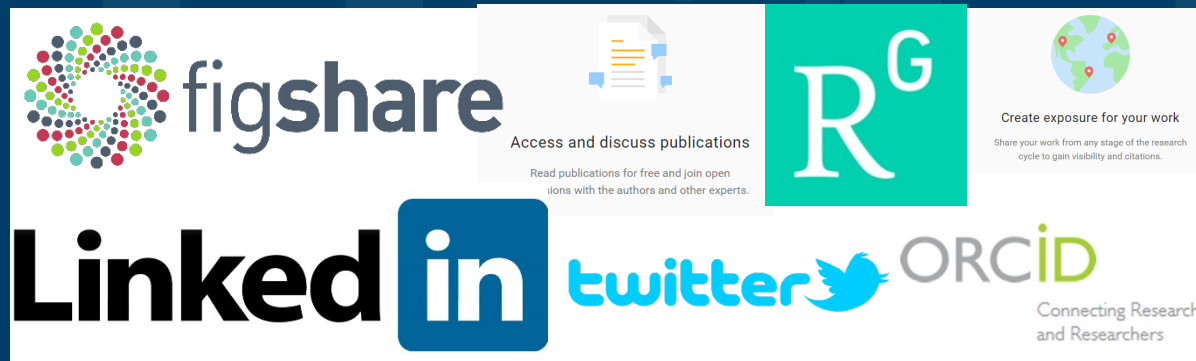 figshare
Access and discuss publications
Read publications for free and join open
ions with the authors and other experts.
RG
Create exposure for your work
Share your work from any stage of the research
cycle to gain visibility and citations.
Linked in
twitter
ORCiD
Connecting Research
and Researchers